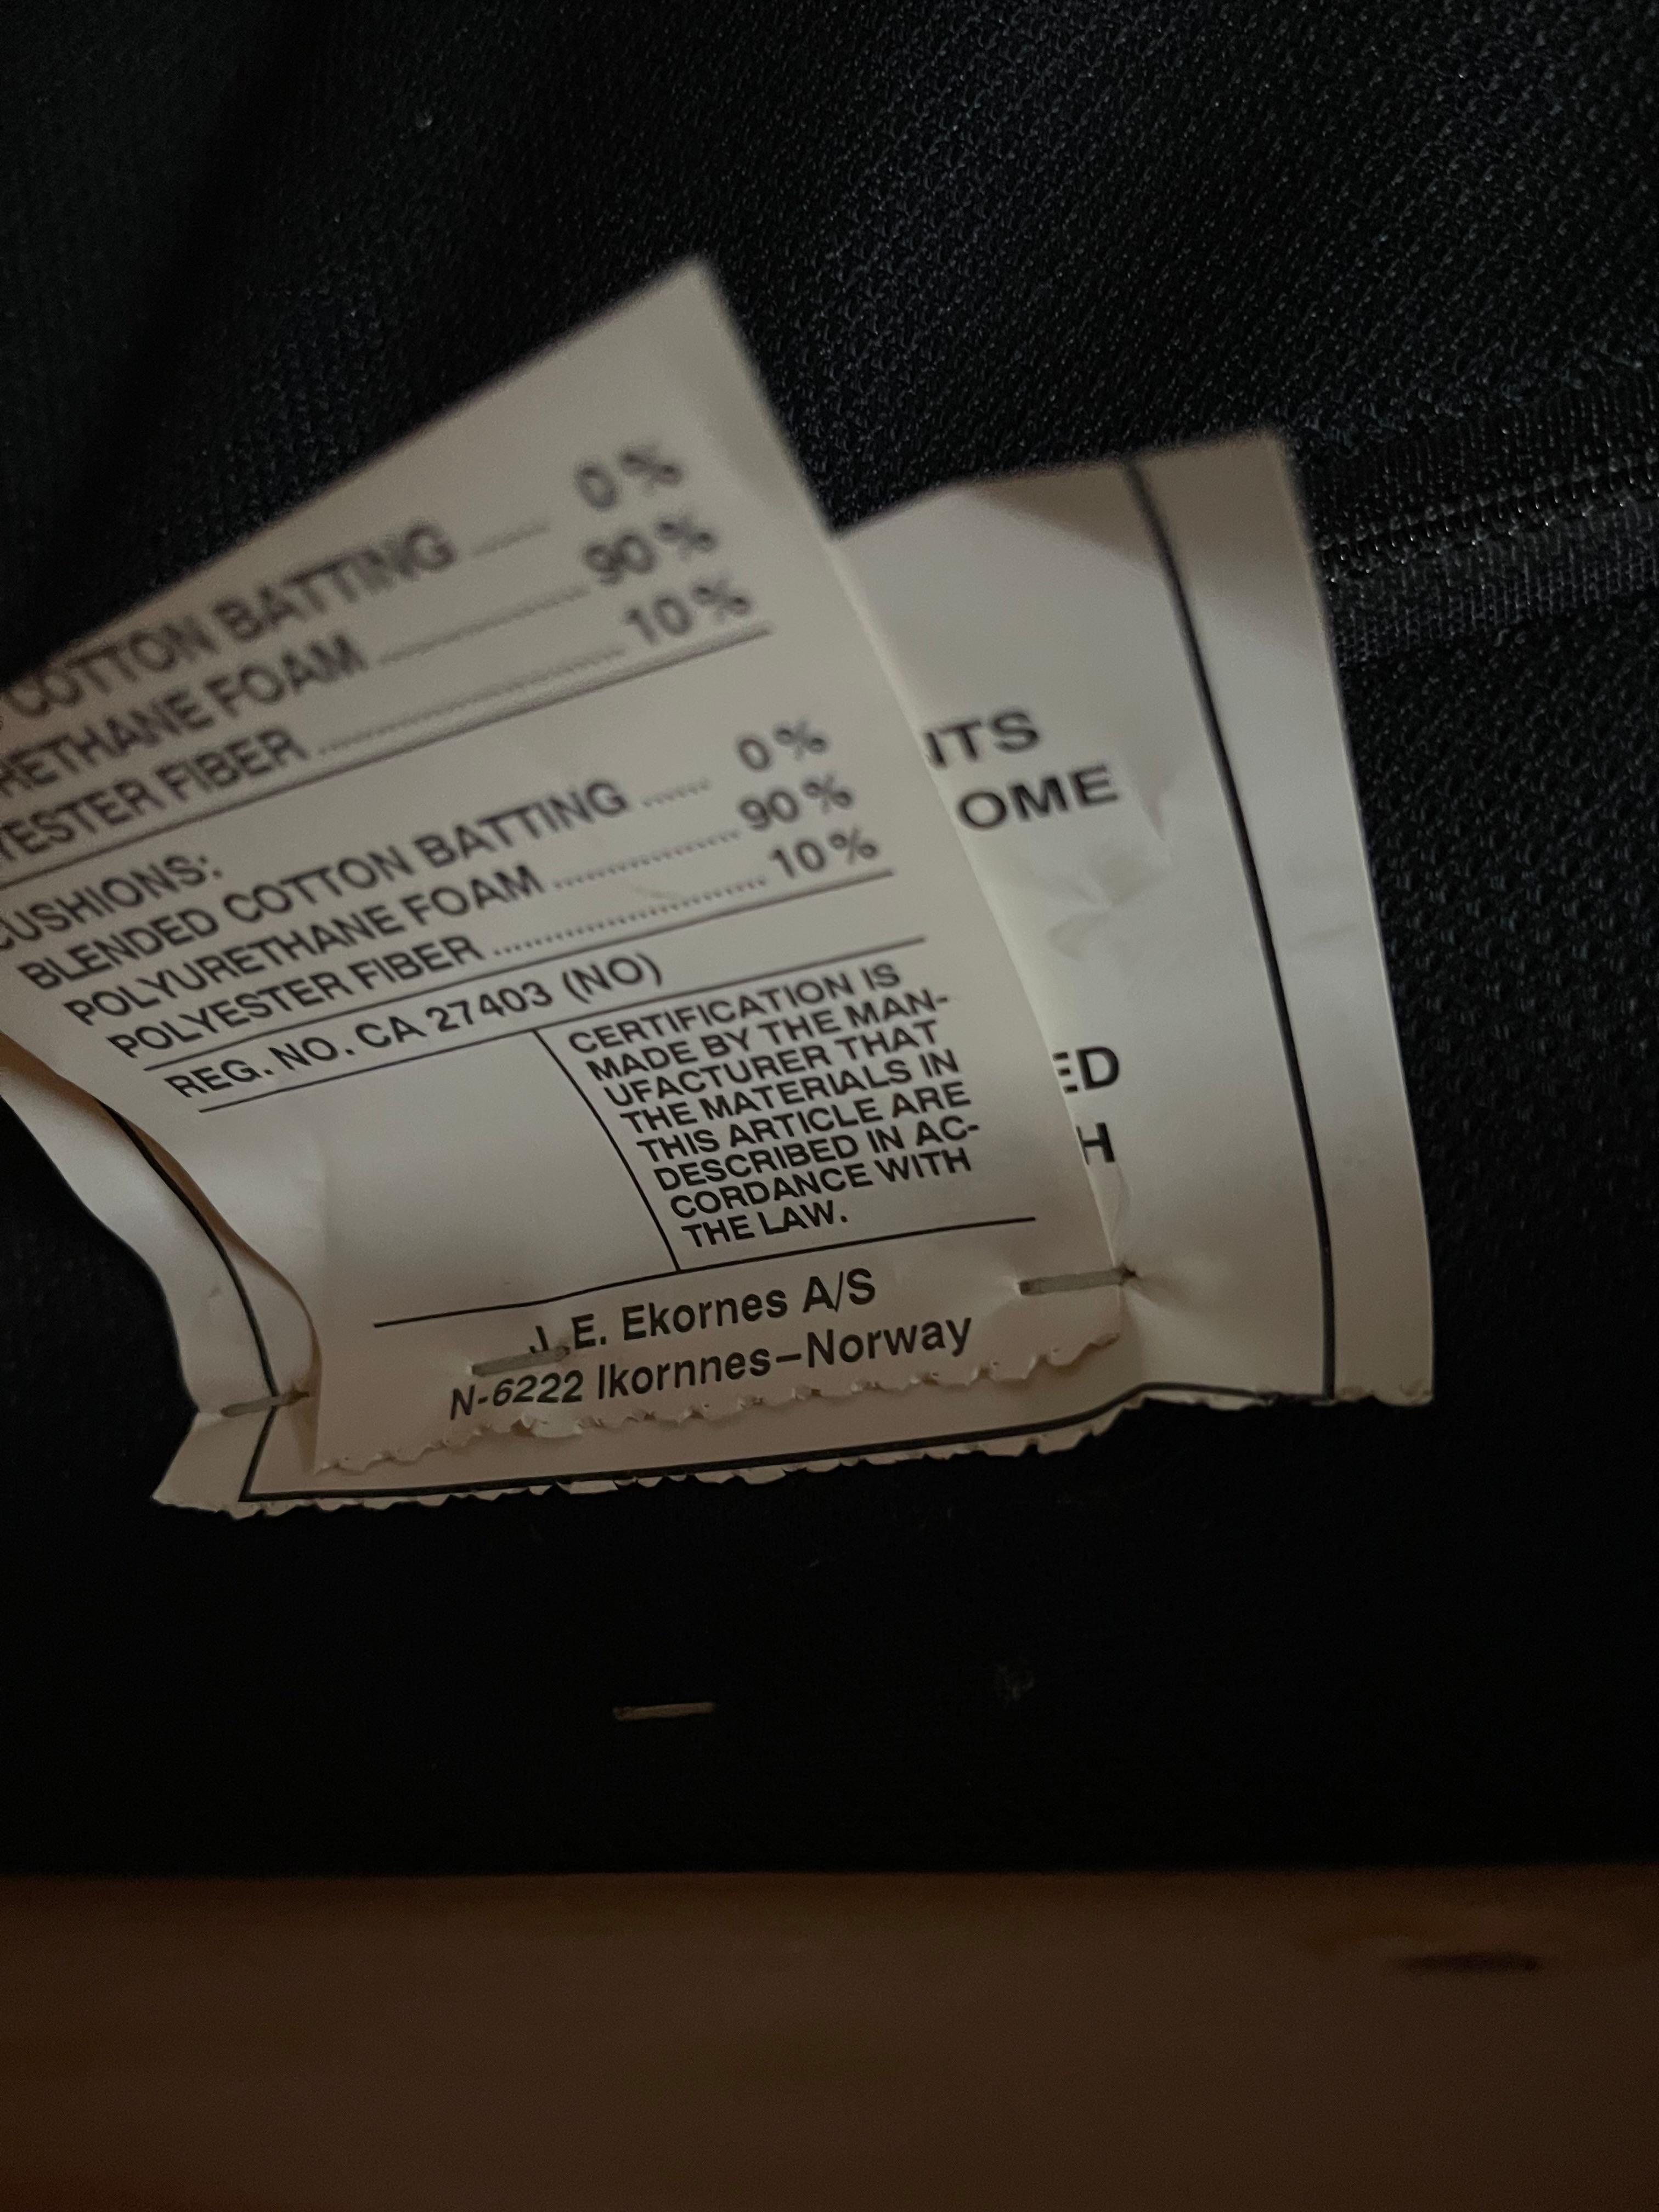 COTTON BATTING ...... 0%
RETHANE FOAM ................ 90%
YESTER FIBER ........................ 10%
CUSHIONS:
BLENDED COTTON BATTING ...... 0%
POLYURETHANE FOAM ................ 90%
POLYESTER FIBER ........................ 10%
REG. NO. CA 27403 (NO)
CERTIFICATION IS
MADE BY THE MAN-
UFACTURER THAT
THE MATERIALS IN
THIS ARTICLE ARE
DESCRIBED IN AC-
CORDANCE WITH
THE LAW.
J.E. Ekornes A/S
N-6222 Ikornnes–Norway
ITS
OME
ED
H